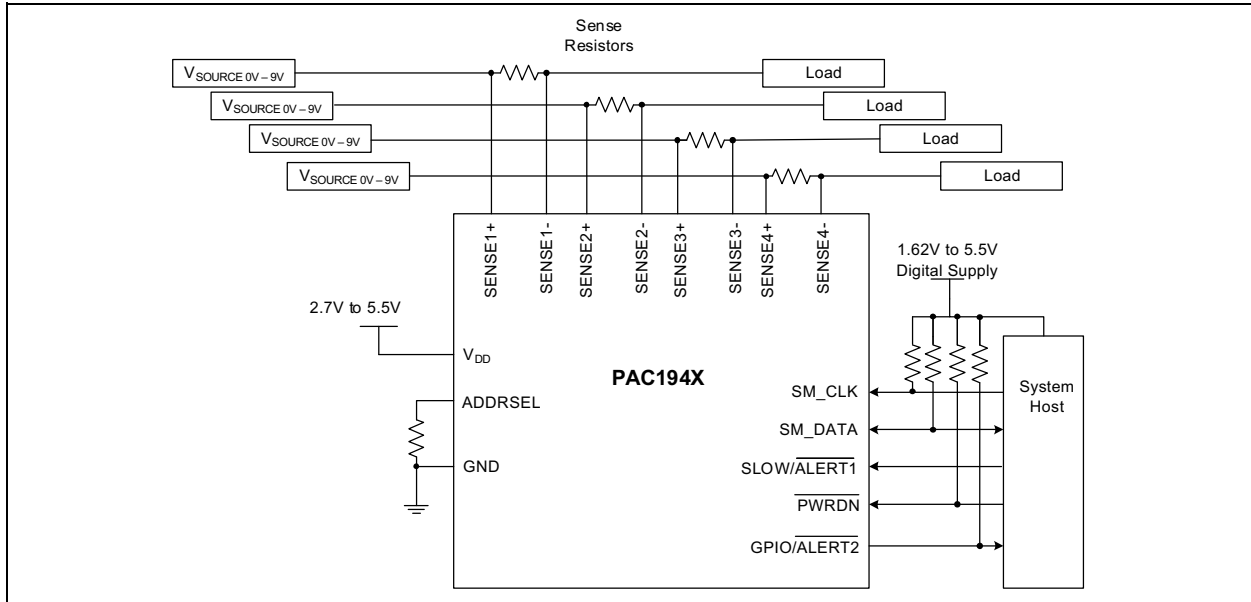 Sense
Resistors
VSOURCE 0V – 9V
Load
VSOURCE 0V – 9V
Load
VSOURCE 0V – 9V
Load
VSOURCE 0V – 9V
Load
SENSE1+
SENSE1-
SENSE2+
SENSE2-
SENSE3+
SENSE3-
SENSE4+
SENSE4-
1.62V to 5.5V
Digital Supply
2.7V to 5.5V
VDD
PAC194X
ADDRSEL
GND
SM_CLK
SM_DATA
SLOW/ALERT1
PWRDN
GPIO/ALERT2
System
Host